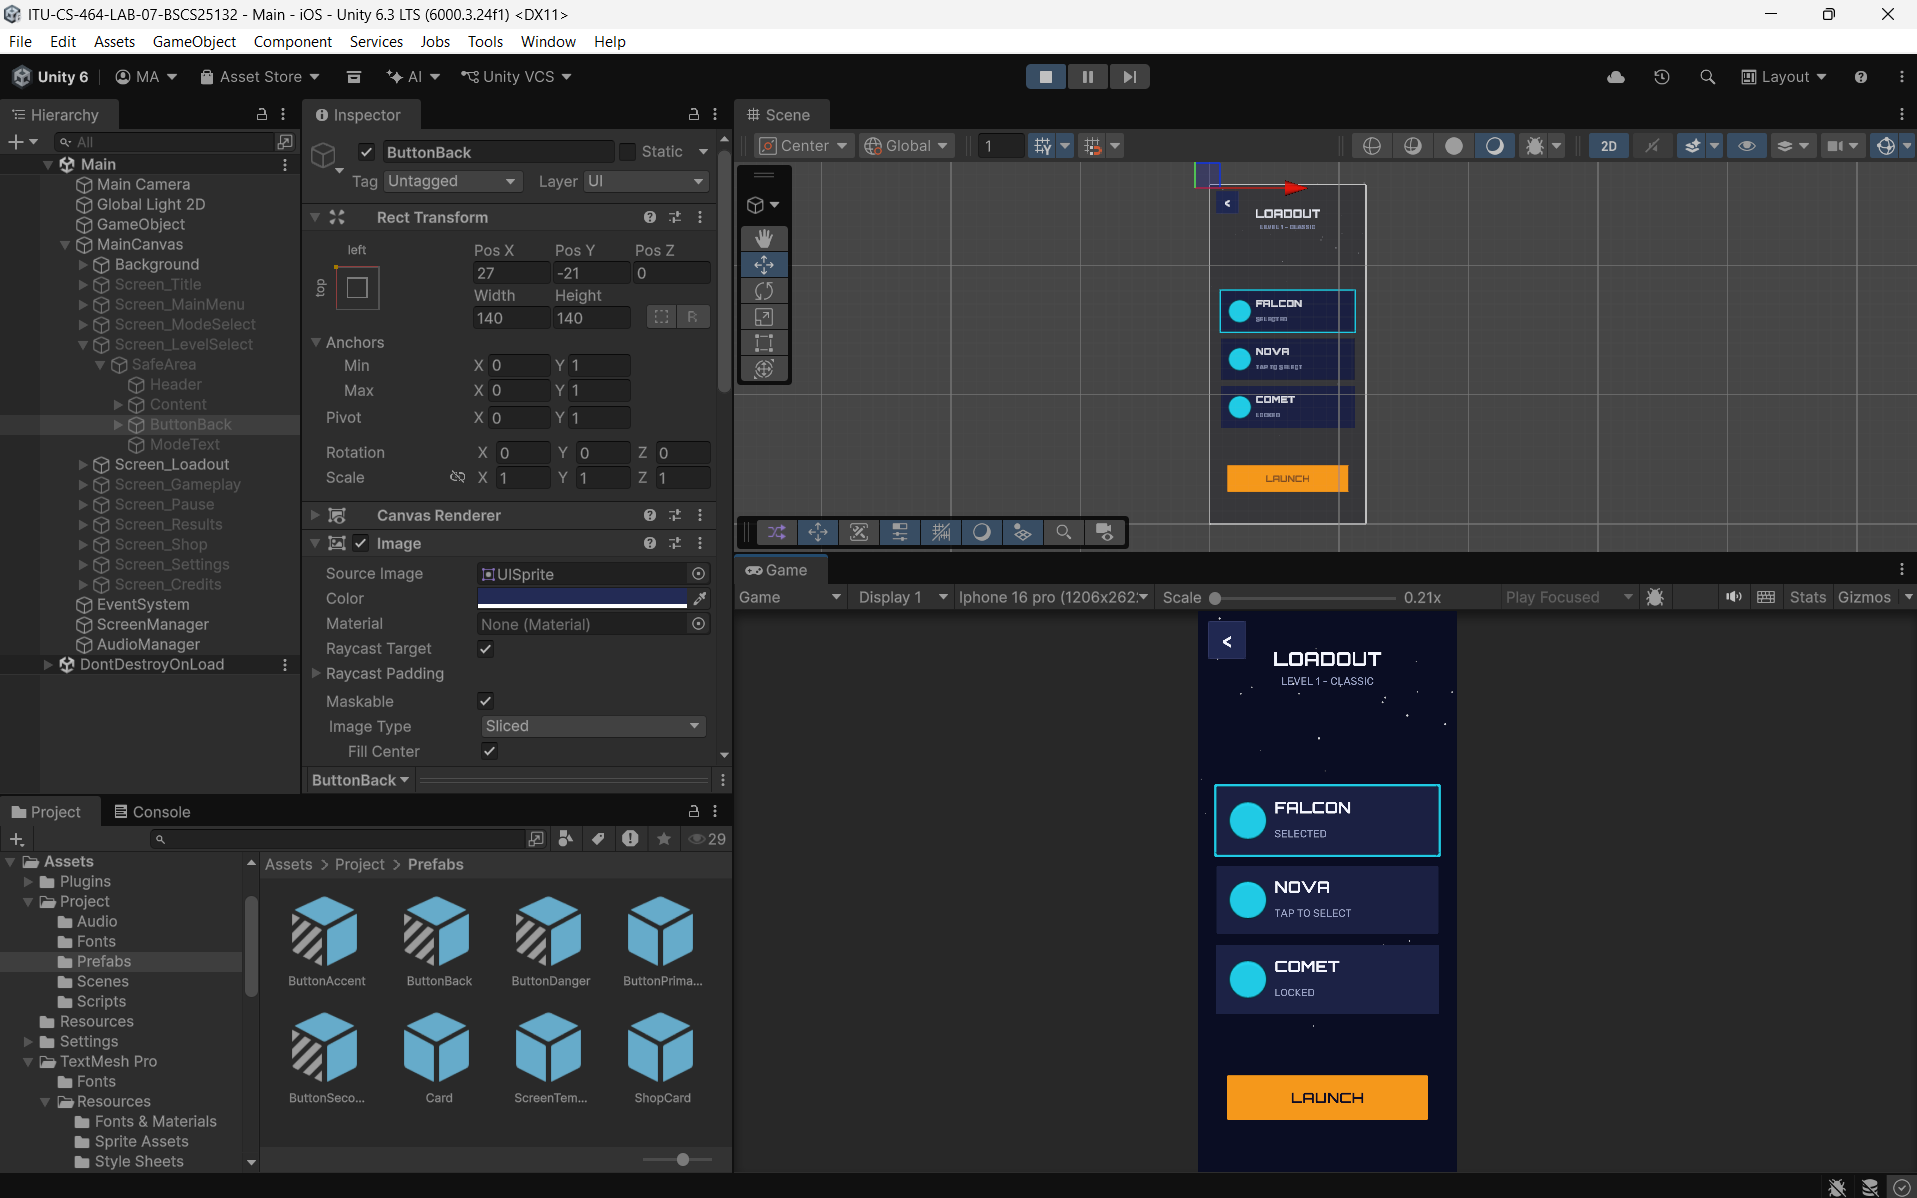 ITU-CS-464-LAB-07-BSCS25132 - Main - iOS - Unity 6.3 LTS (6000.3.24f1) <DX11>
File Edit Assets GameObject Component Services Jobs Tools Window Help
Unity 6 MA Asset Store AI Unity VCS Layout
Hierarchy
All
Main
Main Camera
Global Light 2D
GameObject
MainCanvas
Background
Screen_Title
Screen_MainMenu
Screen_ModeSelect
Screen_LevelSelect
SafeArea
Header
Content
ButtonBack
ModeText
Screen_Loadout
Screen_Gameplay
Screen_Pause
Screen_Results
Screen_Shop
Screen_Settings
Screen_Credits
EventSystem
ScreenManager
AudioManager
DontDestroyOnLoad
Inspector
ButtonBack Static
Tag Untagged Layer UI
Rect Transform
left
top
Pos X Pos Y Pos Z
27 -21 0
Width Height
140 140 R
Anchors
Min X 0 Y 1
Max X 0 Y 1
Pivot X 0 Y 1
Rotation X 0 Y 0 Z 0
Scale X 1 Y 1 Z 1
Canvas Renderer
Image
Source Image UISprite
Color
Material None (Material)
Raycast Target
Raycast Padding
Maskable
Image Type Sliced
Fill Center
ButtonBack
Scene
Center Global 1 2D
<
LOADOUT
LEVEL 1 - CLASSIC
FALCON
SELECTED
NOVA
TAP TO SELECT
COMET
LOCKED
LAUNCH
Game
Game Display 1 Iphone 16 pro (1206x262: Scale 0.21x Play Focused Stats Gizmos
<
LOADOUT
LEVEL 1 - CLASSIC
FALCON
SELECTED
NOVA
TAP TO SELECT
COMET
LOCKED
LAUNCH
Project Console
29
Assets
Plugins
Project
Audio
Fonts
Prefabs
Scenes
Scripts
Resources
Settings
TextMesh Pro
Fonts
Resources
Fonts & Materials
Sprite Assets
Style Sheets
Assets > Project > Prefabs
ButtonAccent ButtonBack ButtonDanger ButtonPrima...
ButtonSeco... Card ScreenTem... ShopCard